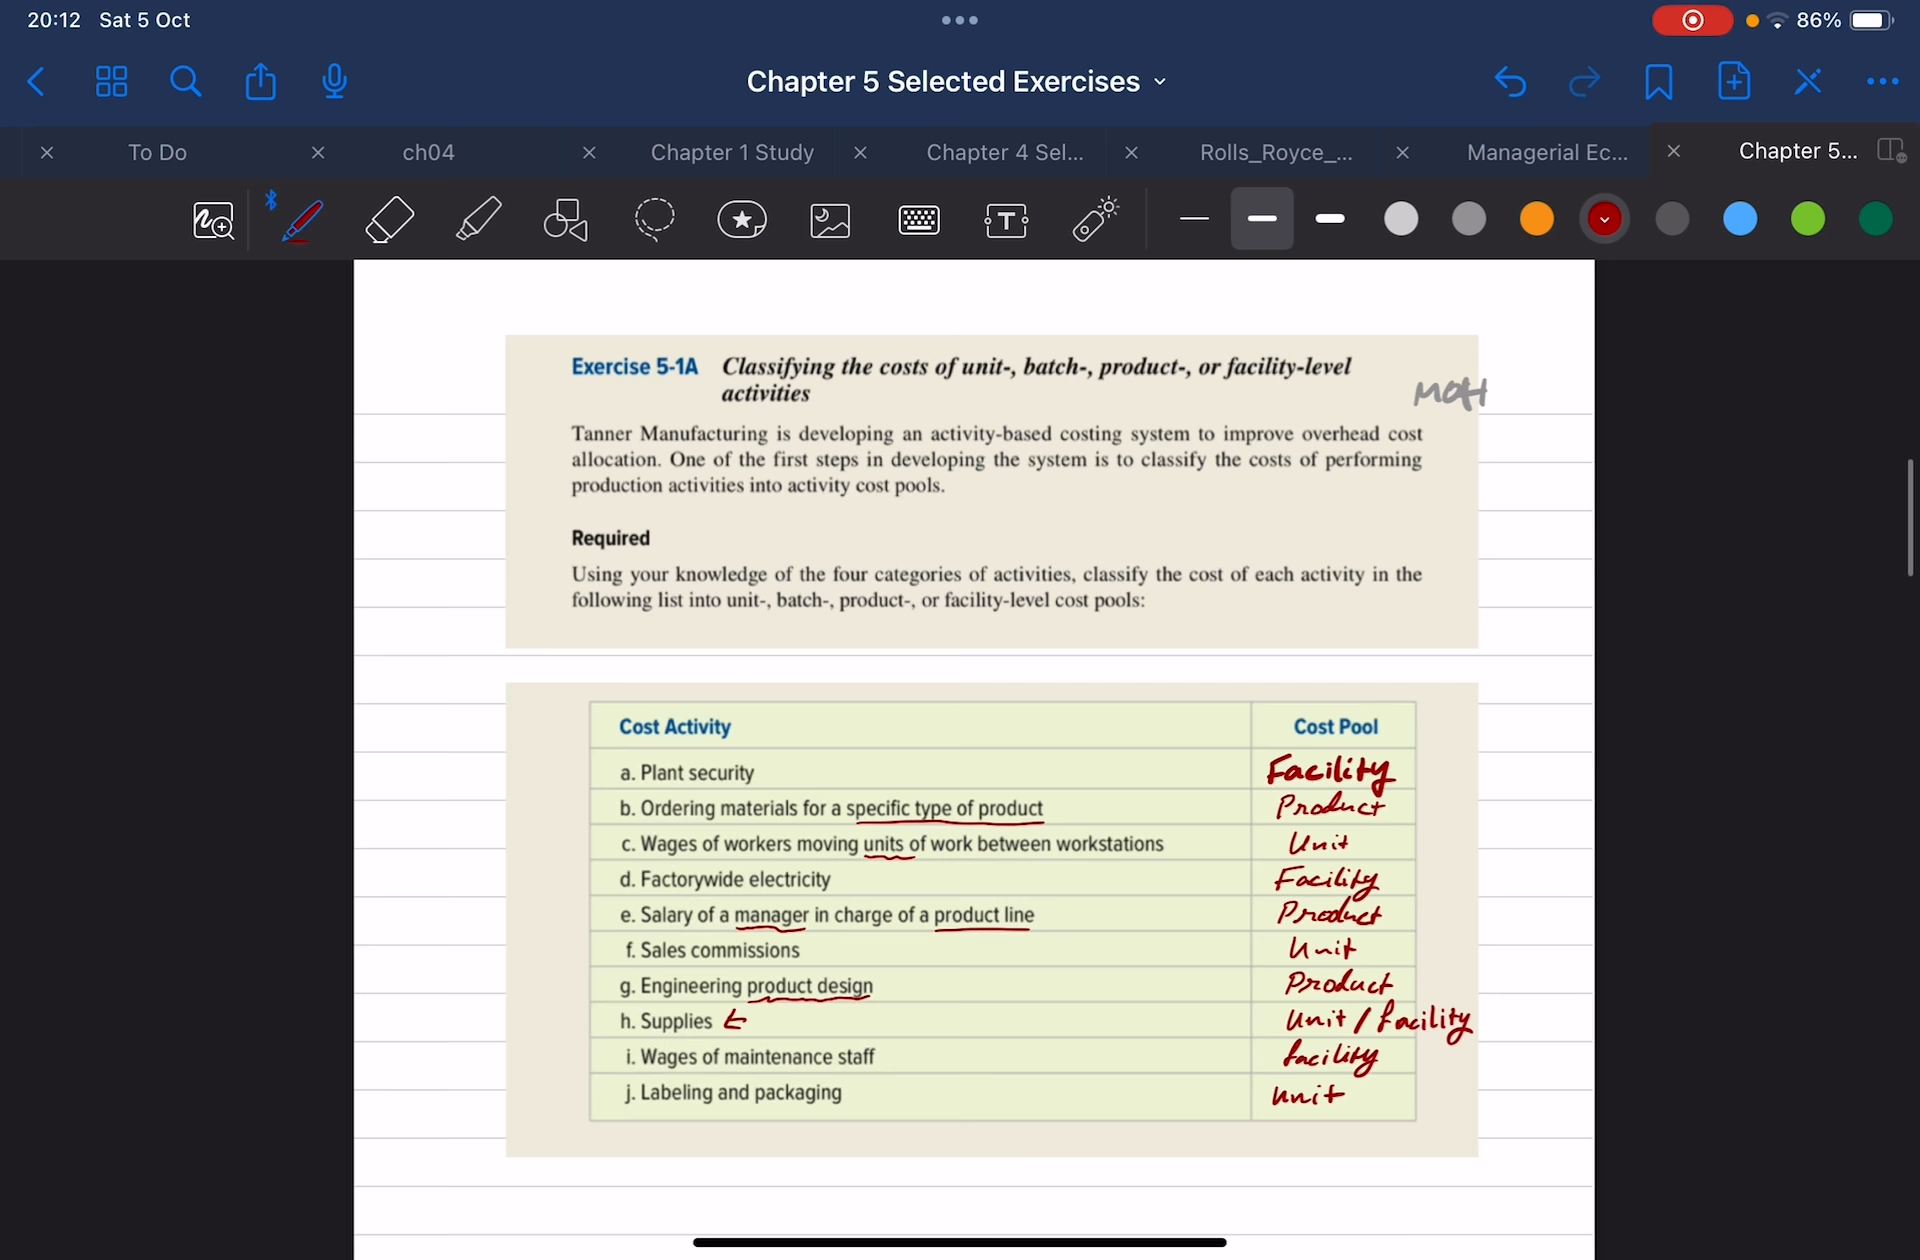 20:12 Sat 5 Oct
86%
Chapter 5 Selected Exercises
To Do
ch04
Chapter 1 Study
Chapter 4 Sel...
Rolls_Royce_...
Managerial Ec...
Chapter 5...
T
Exercise 5-1A Classifying the costs of unit-, batch-, product-, or facility-level
activities
MOH
Tanner Manufacturing is developing an activity-based costing system to improve overhead cost
allocation. One of the first steps in developing the system is to classify the costs of performing
production activities into activity cost pools.
Required
Using your knowledge of the four categories of activities, classify the cost of each activity in the
following list into unit-, batch-, product-, or facility-level cost pools:
Cost Activity Cost Pool
a. Plant security Facility
b. Ordering materials for a specific type of product Product
c. Wages of workers moving units of work between workstations Unit
d. Factorywide electricity Facility
e. Salary of a manager in charge of a product line Product
f. Sales commissions Unit
g. Engineering product design Product
h. Supplies Unit / facility
i. Wages of maintenance staff facility
j. Labeling and packaging unit